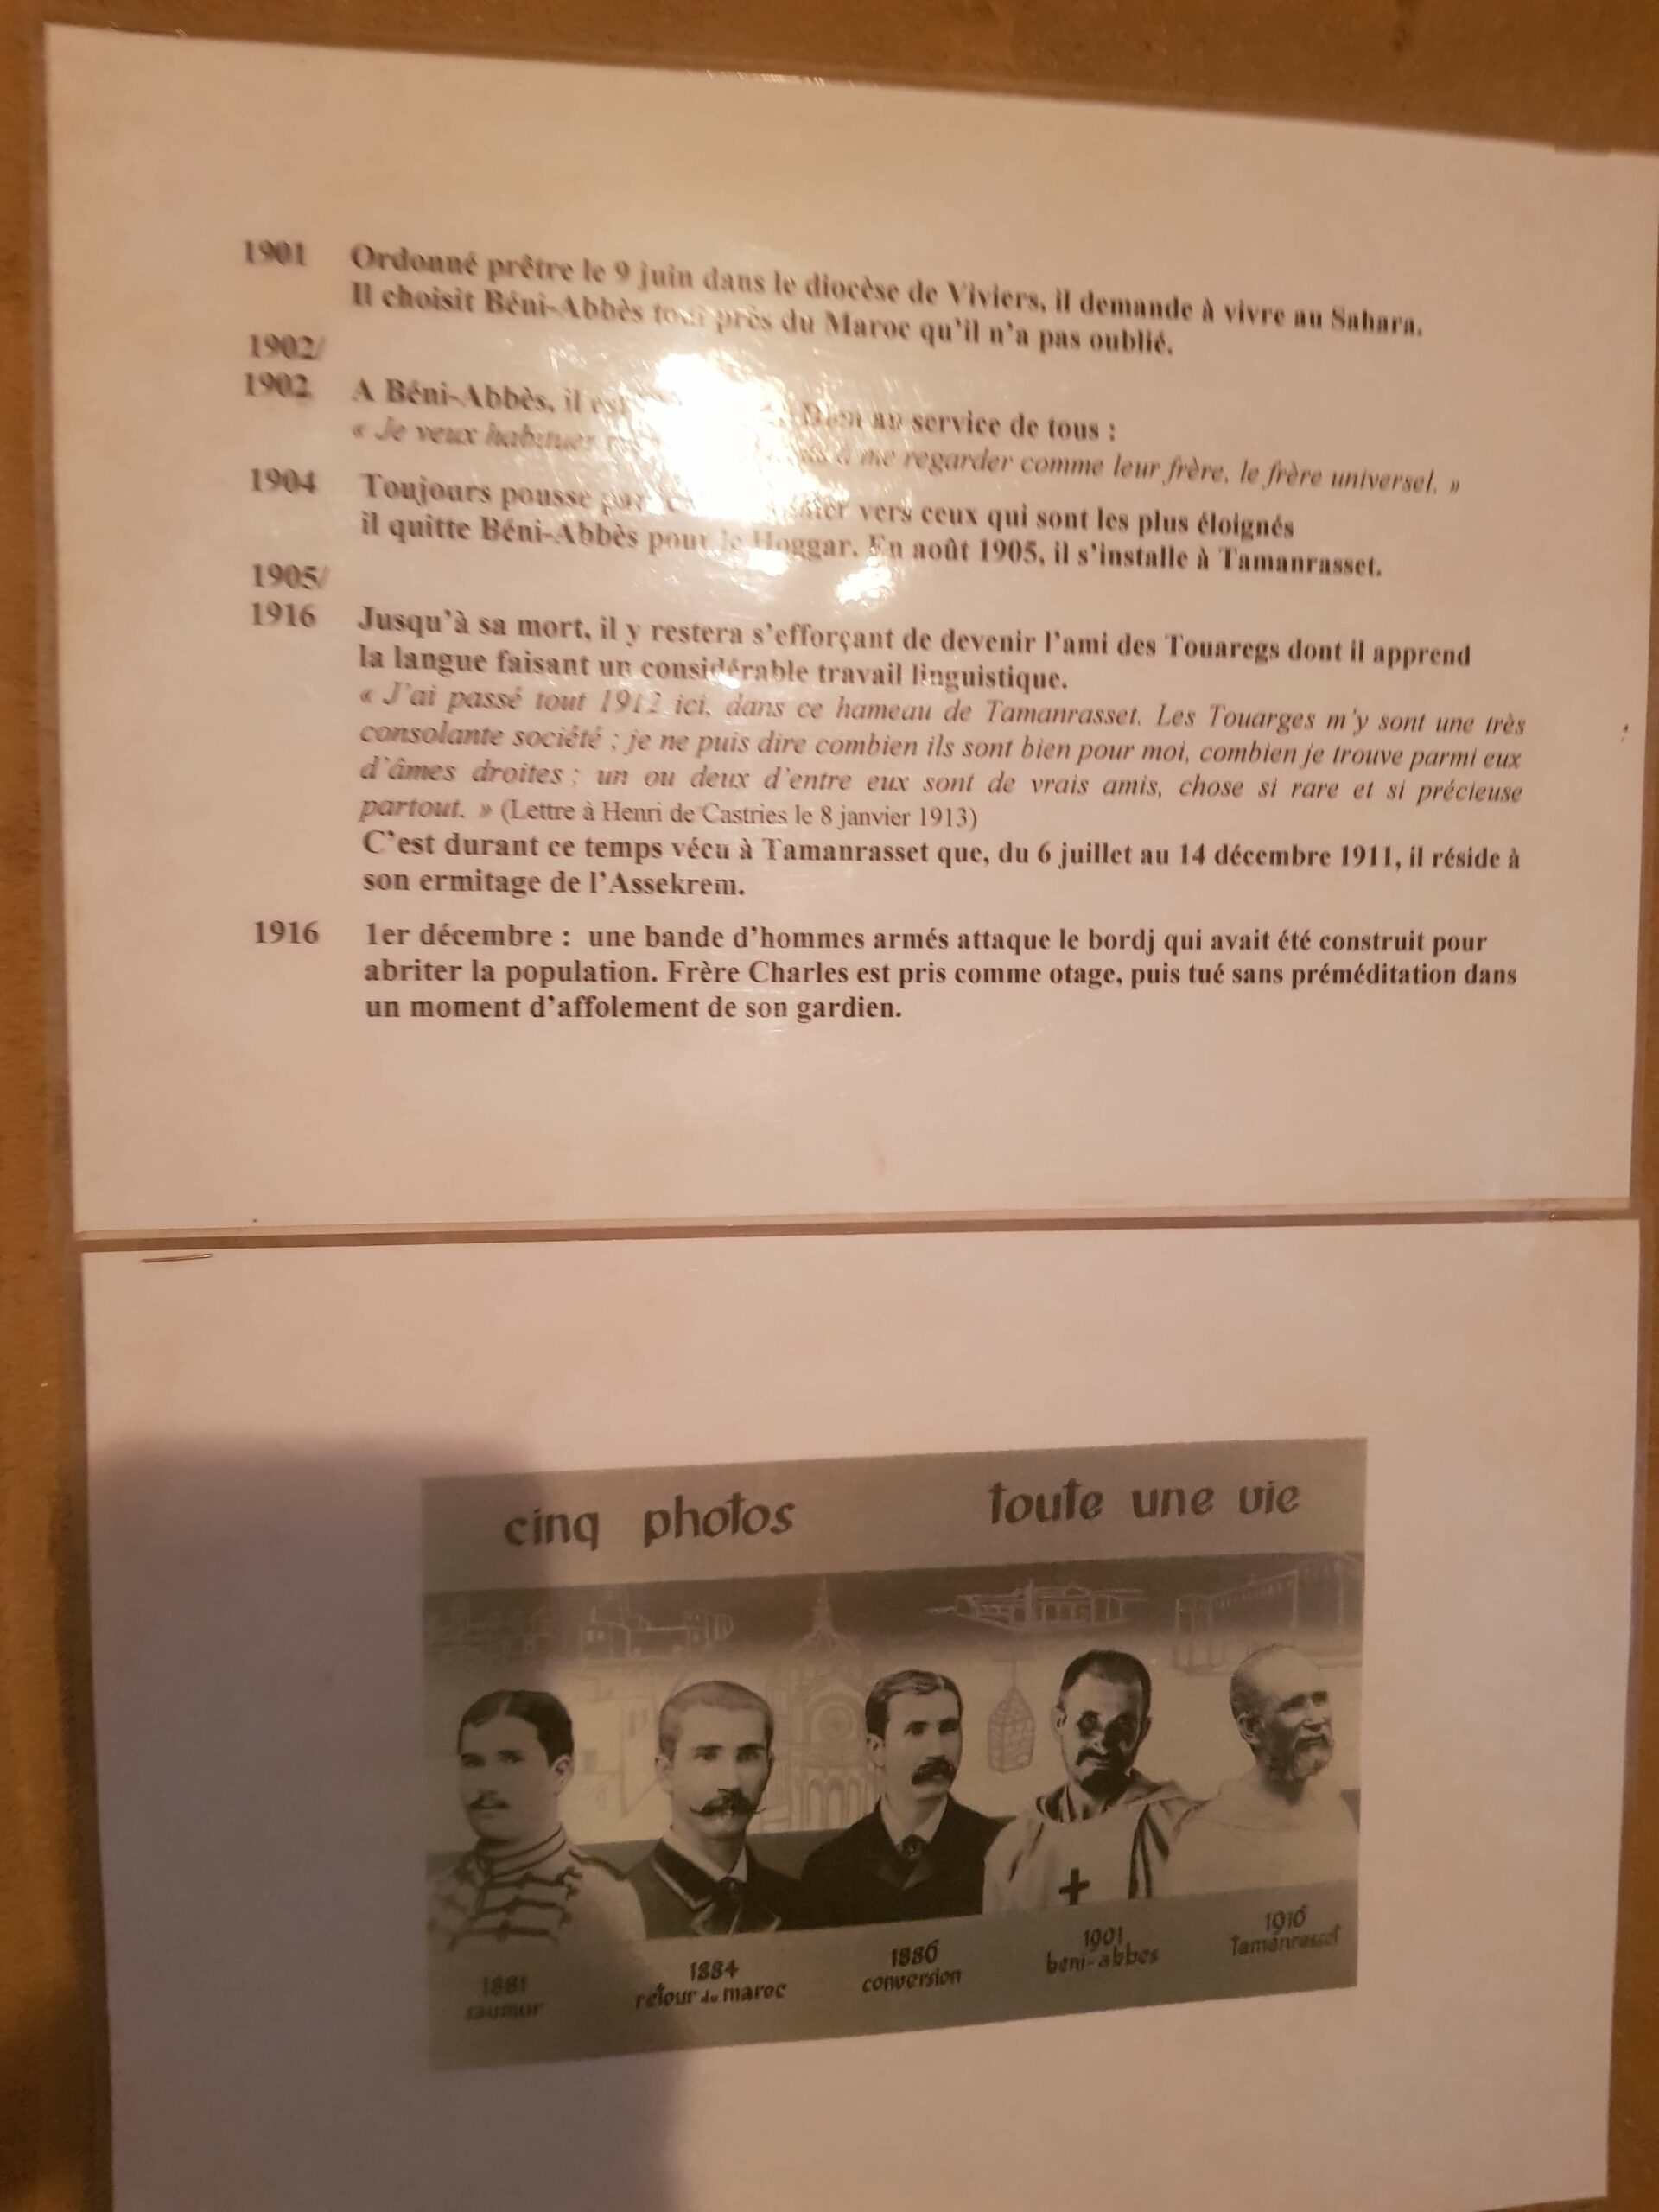 1901 Ordonné prêtre le 9 juin dans le diocèse de Viviers, il demande à vivre au Sahara.
Il choisit Béni-Abbès tout près du Maroc qu'il n'a pas oublié.
1902/
1902 A Béni-Abbès, il est au service de tous :
« Je veux habituer à me regarder comme leur frère, le frère universel. »
1904 Toujours poussé vers ceux qui sont les plus éloignés
il quitte Béni-Abbès pour le Hoggar. En août 1905, il s'installe à Tamanrasset.
1905/
1916 Jusqu'à sa mort, il y restera s'efforçant de devenir l'ami des Touaregs dont il apprend
la langue faisant un considérable travail linguistique.
« J'ai passé tout 1912 ici, dans ce hameau de Tamanrasset. Les Touarges m'y sont une très
consolante société ; je ne puis dire combien ils sont bien pour moi, combien je trouve parmi eux
d'âmes droites ; un ou deux d'entre eux sont de vrais amis, chose si rare et si précieuse
partout. » (Lettre à Henri de Castries le 8 janvier 1913)
C'est durant ce temps vécu à Tamanrasset que, du 6 juillet au 14 décembre 1911, il réside à
son ermitage de l'Assekrem.
1916 1er décembre : une bande d'hommes armés attaque le bordj qui avait été construit pour
abriter la population. Frère Charles est pris comme otage, puis tué sans préméditation dans
un moment d'affolement de son gardien.
cinq photos toute une vie
1881
saumur
1884
retour du maroc
1886
conversion
1901
beni-abbes
1916
Tamanrasset